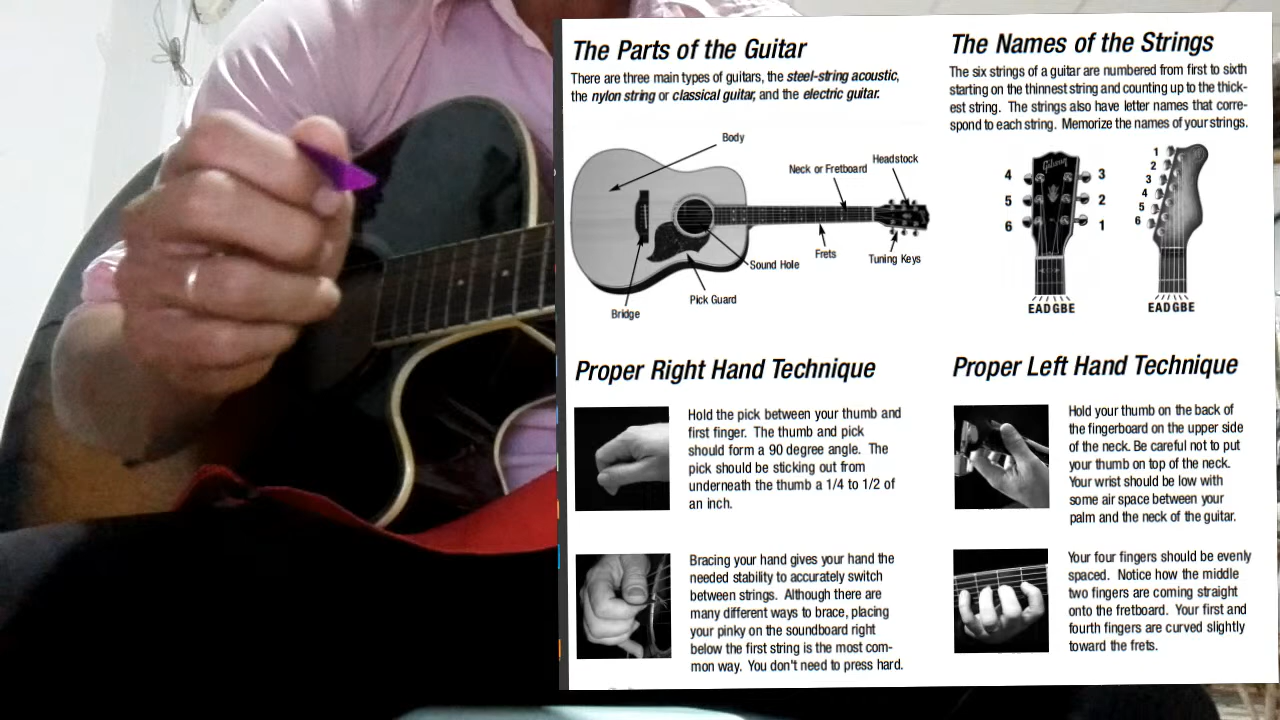 The Parts of the Guitar
There are three main types of guitars, the steel-string acoustic,
the nylon string or classical guitar, and the electric guitar.
Body
Neck or Fretboard
Headstock
Sound Hole
Frets
Tuning Keys
Pick Guard
Bridge
The Names of the Strings
The six strings of a guitar are numbered from first to sixth
starting on the thinnest string and counting up to the thick-
est string. The strings also have letter names that corre-
spond to each string. Memorize the names of your strings.
Gibson
4 3
5 2
6 1
EADGBE
1
2
3
4
5
6
EADGBE
Proper Right Hand Technique
Hold the pick between your thumb and
first finger. The thumb and pick
should form a 90 degree angle. The
pick should be sticking out from
underneath the thumb a 1/4 to 1/2 of
an inch.
Bracing your hand gives your hand the
needed stability to accurately switch
between strings. Although there are
many different ways to brace, placing
your pinky on the soundboard right
below the first string is the most com-
mon way. You don't need to press hard.
Proper Left Hand Technique
Hold your thumb on the back of
the fingerboard on the upper side
of the neck. Be careful not to put
your thumb on top of the neck.
Your wrist should be low with
some air space between your
palm and the neck of the guitar.
Your four fingers should be evenly
spaced. Notice how the middle
two fingers are coming straight
onto the fretboard. Your first and
fourth fingers are curved slightly
toward the frets.